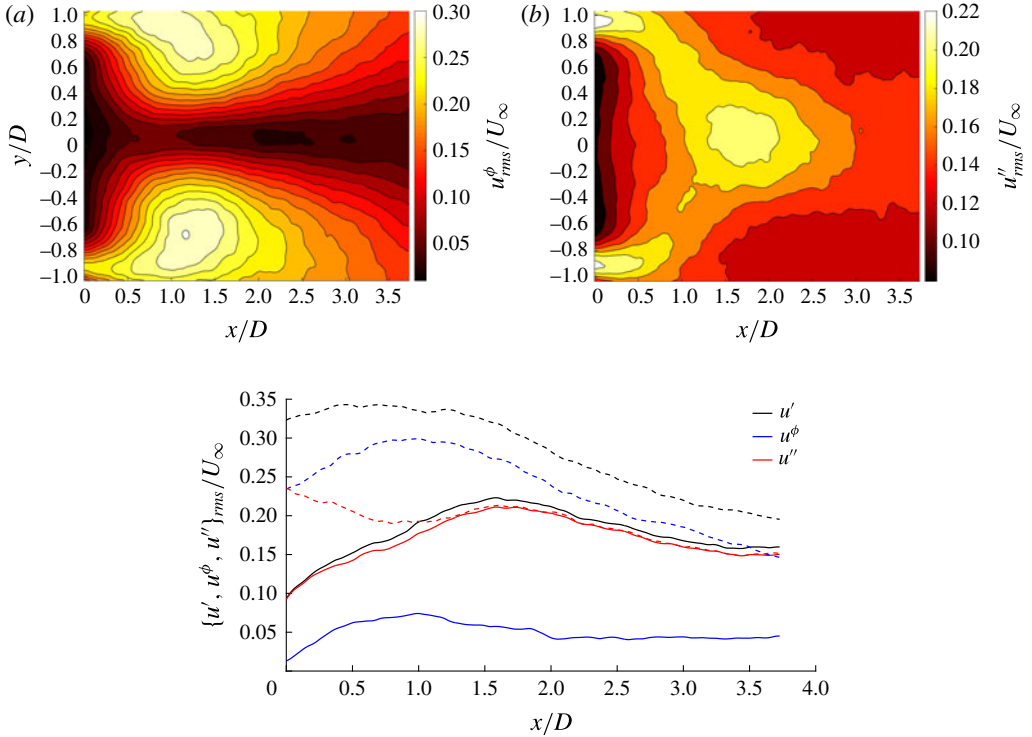 (a)
1.0
0.8
0.6
0.4
0.2
0
–0.2
–0.4
–0.6
–0.8
–1.0
y/D
0 0.5 1.0 1.5 2.0 2.5 3.0 3.5
x/D
0.30
0.25
0.20
0.15
0.10
0.05
u^ϕ_rms/U_∞
(b)
1.0
0.8
0.6
0.4
0.2
0
–0.2
–0.4
–0.6
–0.8
–1.0
0 0.5 1.0 1.5 2.0 2.5 3.0 3.5
x/D
0.22
0.20
0.18
0.16
0.14
0.12
0.10
u″_rms/U_∞
0.35
0.30
0.25
0.20
0.15
0.10
0.05
{u′, u^ϕ, u″}_rms/U_∞
u′
u^ϕ
u″
0 0.5 1.0 1.5 2.0 2.5 3.0 3.5 4.0
x/D